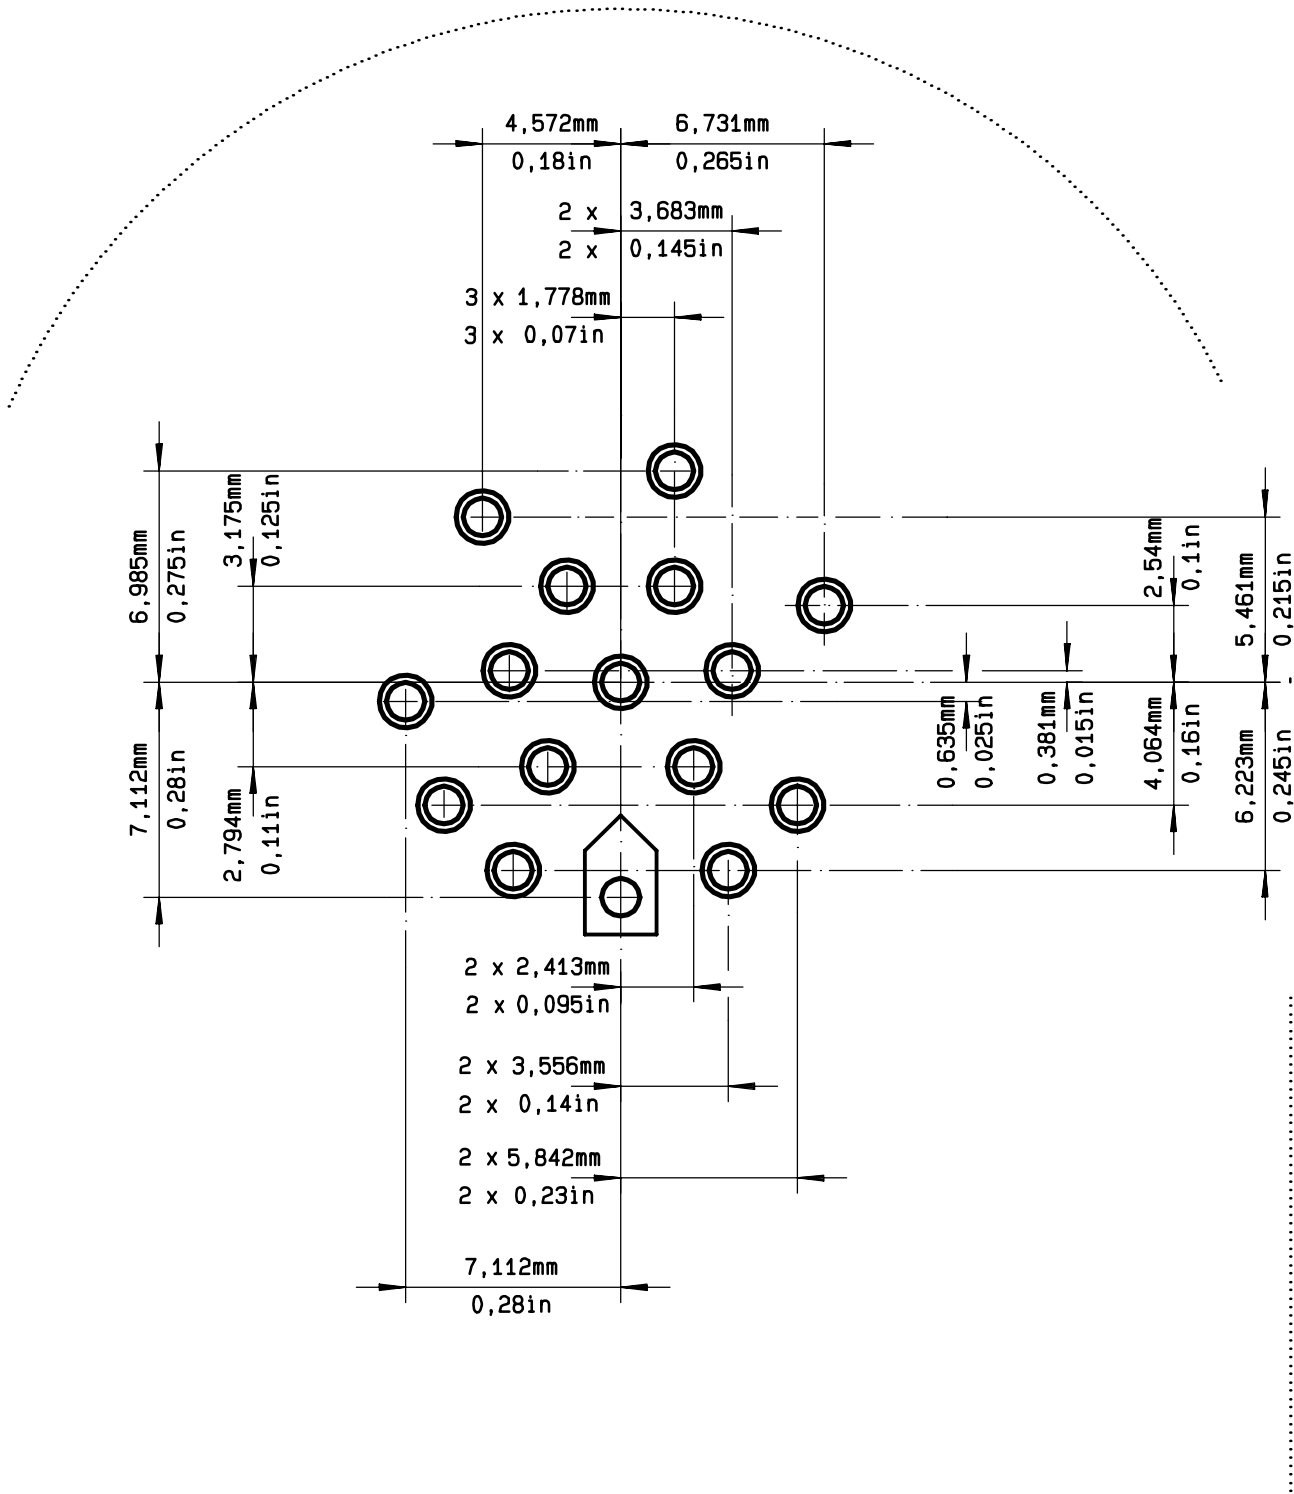 4,572mm
0,18in
6,731mm
0,265in
2 x 3,683mm
2 x 0,145in
3 x 1,778mm
3 x 0,07in
6,985mm
0,275in
3,175mm
0,125in
2,54mm
0,1in
5,461mm
0,215in
7,112mm
0,28in
2,794mm
0,11in
0,635mm
0,025in
0,381mm
0,015in
4,064mm
0,16in
6,223mm
0,245in
2 x 2,413mm
2 x 0,095in
2 x 3,556mm
2 x 0,14in
2 x 5,842mm
2 x 0,23in
7,112mm
0,28in